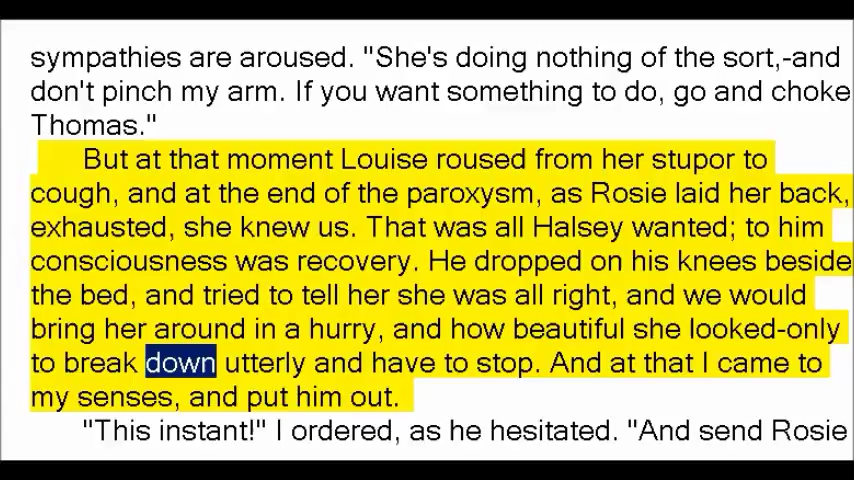 sympathies are aroused. "She's doing nothing of the sort,-and
don't pinch my arm. If you want something to do, go and choke
Thomas."
But at that moment Louise roused from her stupor to
cough, and at the end of the paroxysm, as Rosie laid her back,
exhausted, she knew us. That was all Halsey wanted; to him
consciousness was recovery. He dropped on his knees beside
the bed, and tried to tell her she was all right, and we would
bring her around in a hurry, and how beautiful she looked-only
to break down utterly and have to stop. And at that I came to
my senses, and put him out.
"This instant!" I ordered, as he hesitated. "And send Rosie